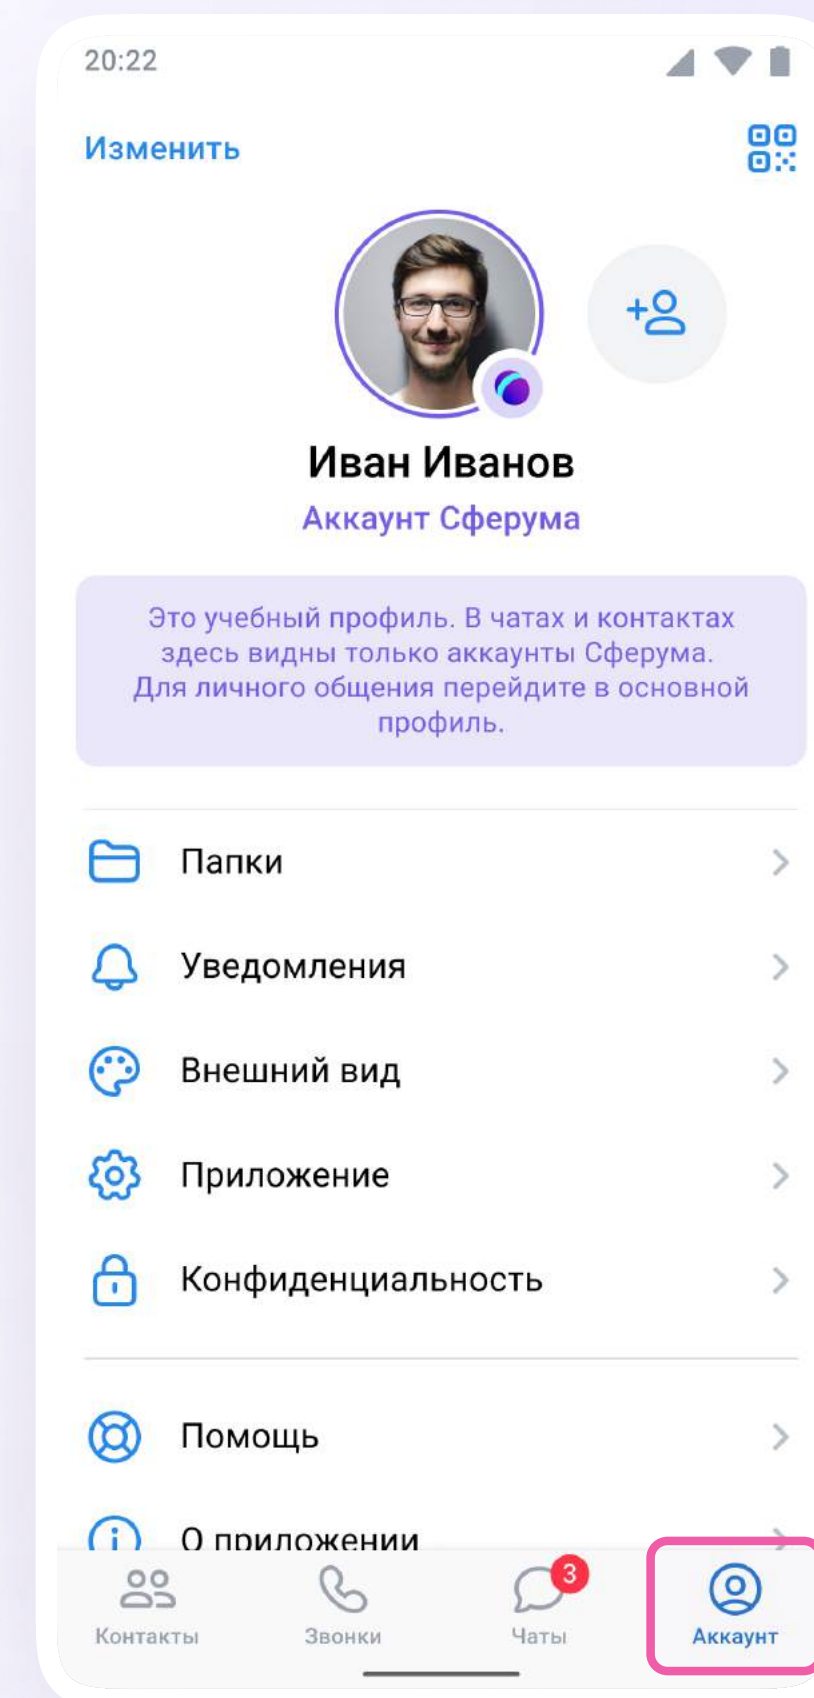 20:22
Изменить
Иван Иванов
Аккаунт Сферума
Это учебный профиль. В чатах и контактах
здесь видны только аккаунты Сферума.
Для личного общения перейдите в основной
профиль.
Папки
Уведомления
Внешний вид
Приложение
Конфиденциальность
Помощь
О приложении
3
Контакты
Звонки
Чаты
Аккаунт